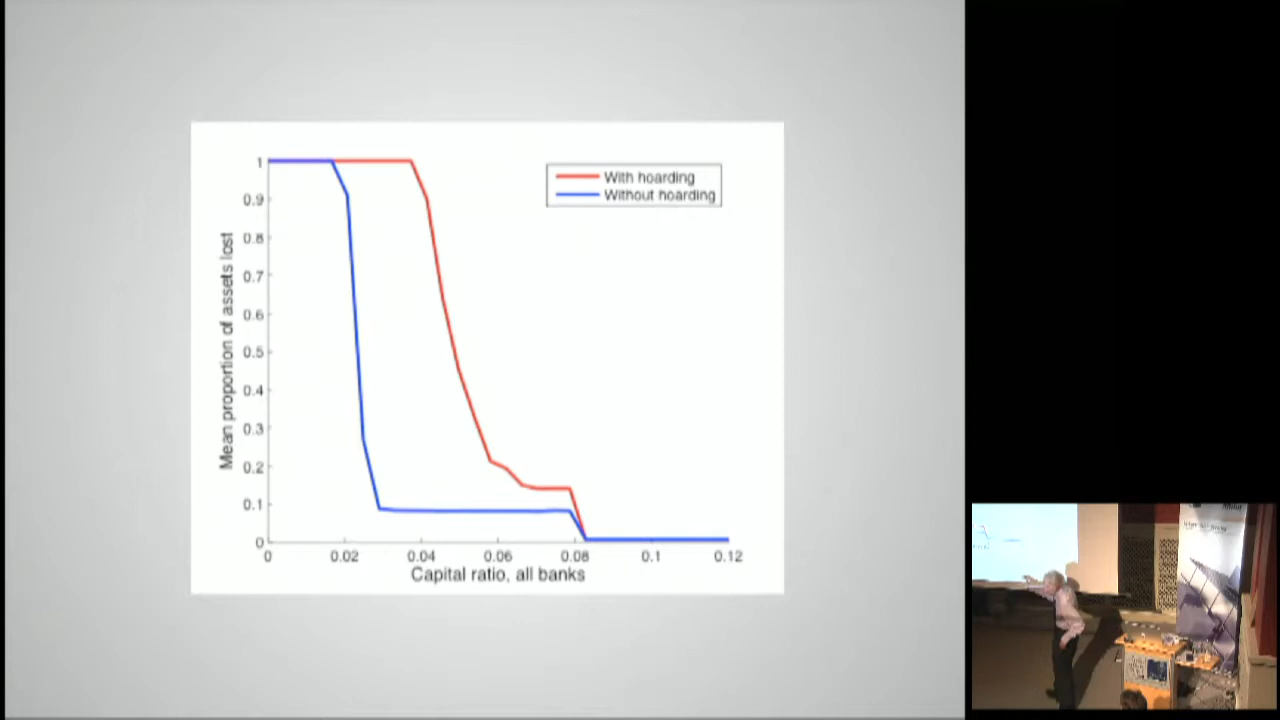 With hoarding
Without hoarding
Mean proportion of assets lost
1
0.9
0.8
0.7
0.6
0.5
0.4
0.3
0.2
0.1
0
0 0.02 0.04 0.06 0.08 0.1 0.12
Capital ratio, all banks